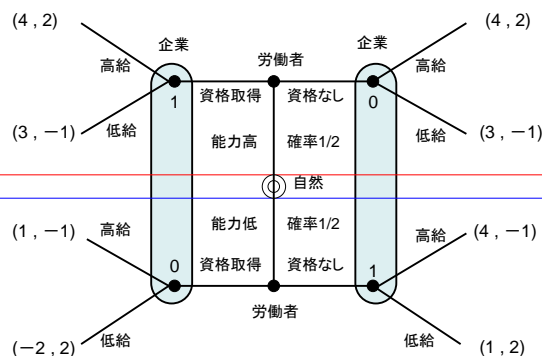 (4 , 2)
(4 , 2)
企業
労働者
企業
高給
高給
1
資格取得
資格なし
0
(3 , －1)
低給
低給
(3 , －1)
能力高
確率1/2
自然
能力低
確率1/2
(1 , －1)
高給
高給
(4 , －1)
0
資格取得
資格なし
1
労働者
(－2 , 2)
低給
低給
(1 , 2)